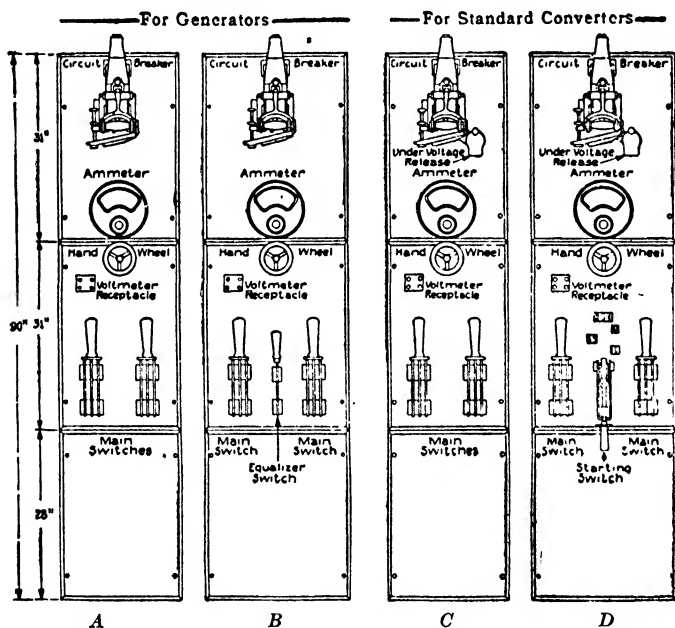 For Generators
For Standard Converters
Circuit Breaker
Circuit Breaker
Circuit Breaker
Circuit Breaker
Under Voltage
Release
Under Voltage
Release
Ammeter
Ammeter
Ammeter
Ammeter
31"
Hand Wheel
Hand Wheel
Hand Wheel
Hand Wheel
Voltmeter
Receptacle
Voltmeter
Receptacle
Voltmeter
Receptacle
Voltmeter
Receptacle
90"
31"
Main
Switches
Main
Switch
Main
Switch
Equalizer
Switch
Main
Switches
Main
Switch
Main
Switch
Starting
Switch
28"
A
B
C
D